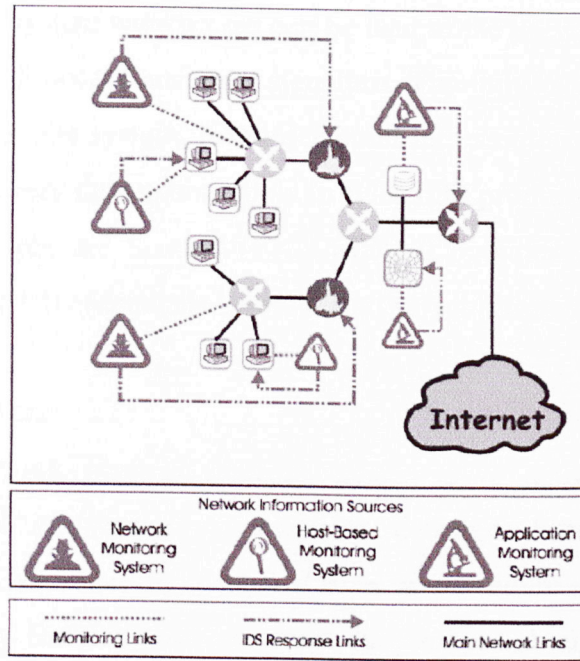 Internet
Network Information Sources
Network
Monitoring
System
Host-Based
Monitoring
System
Application
Monitoring
System
Monitoring Links
IDS Response Links
Main Network Links